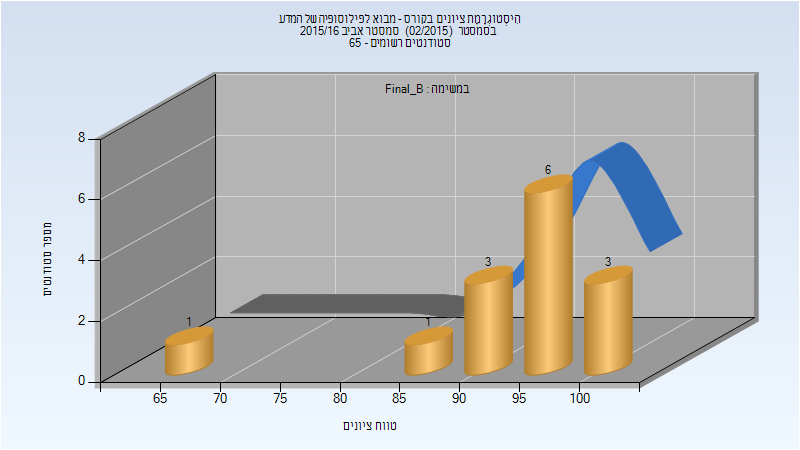 היסטוגרמת ציונים בקורס - מבוא לפילוסופיה של המדע
בסמסטר (02/2015) סמסטר אביב 2015/16
סטודנטים רשומים - 65
במשימה : Final_B
8
6
4
2
0
מספר סטודנטים
1
1
3
6
3
65 70 75 80 85 90 95 100
טווח ציונים